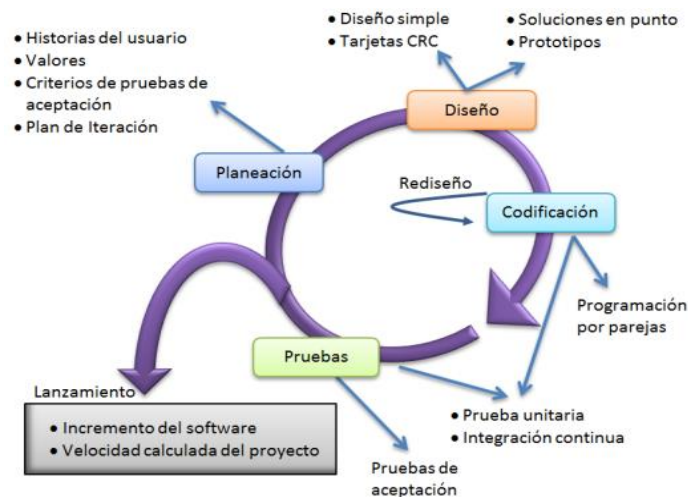 • Historias del usuario
• Valores
• Criterios de pruebas de
aceptación
• Plan de Iteración
• Diseño simple
• Tarjetas CRC
• Soluciones en punto
• Prototipos
Diseño
Planeación
Rediseño
Codificación
Programación
por parejas
Pruebas
• Prueba unitaria
• Integración continua
Pruebas de
aceptación
Lanzamiento
• Incremento del software
• Velocidad calculada del proyecto